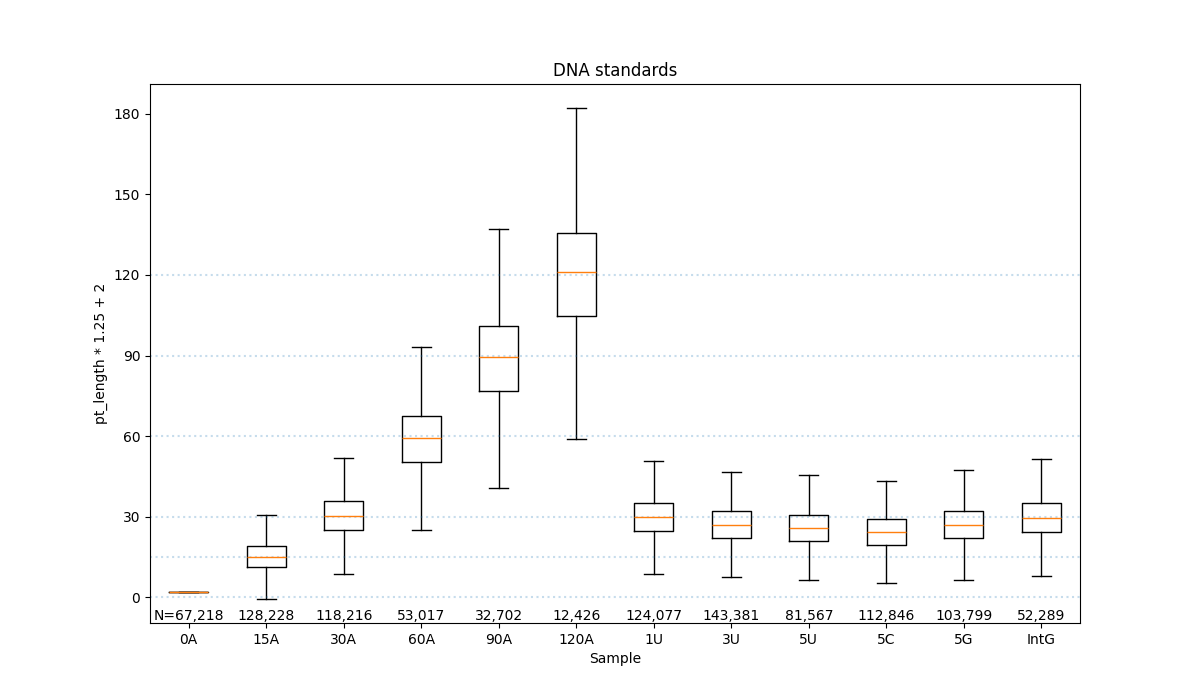 DNA standards
180
150
120
90
60
30
0
pt_length * 1.25 + 2
N=67,218 128,228 118,216 53,017 32,702 12,426 124,077 143,381 81,567 112,846 103,799 52,289
0A 15A 30A 60A 90A 120A 1U 3U 5U 5C 5G IntG
Sample